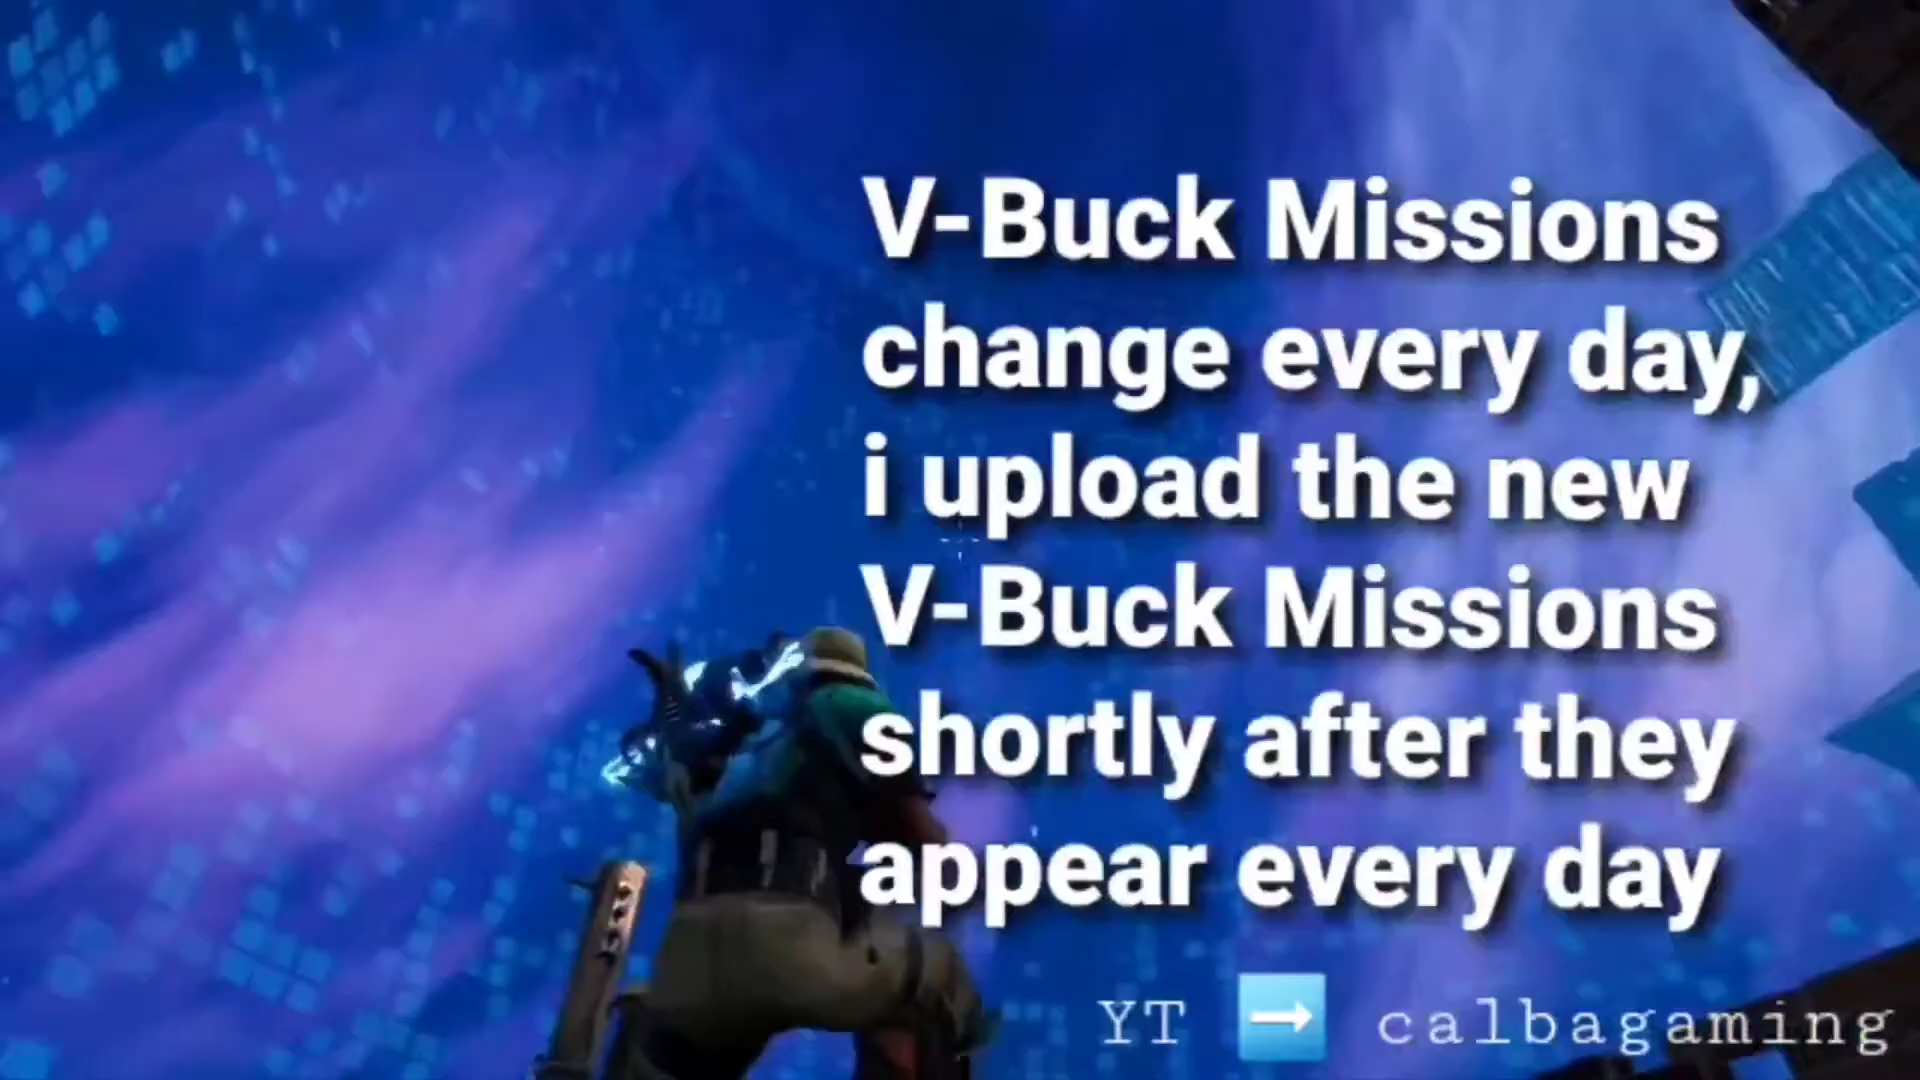 V-Buck Missions
change every day,
i upload the new
V-Buck Missions
shortly after they
appear every day
YT ➡ calbagaming